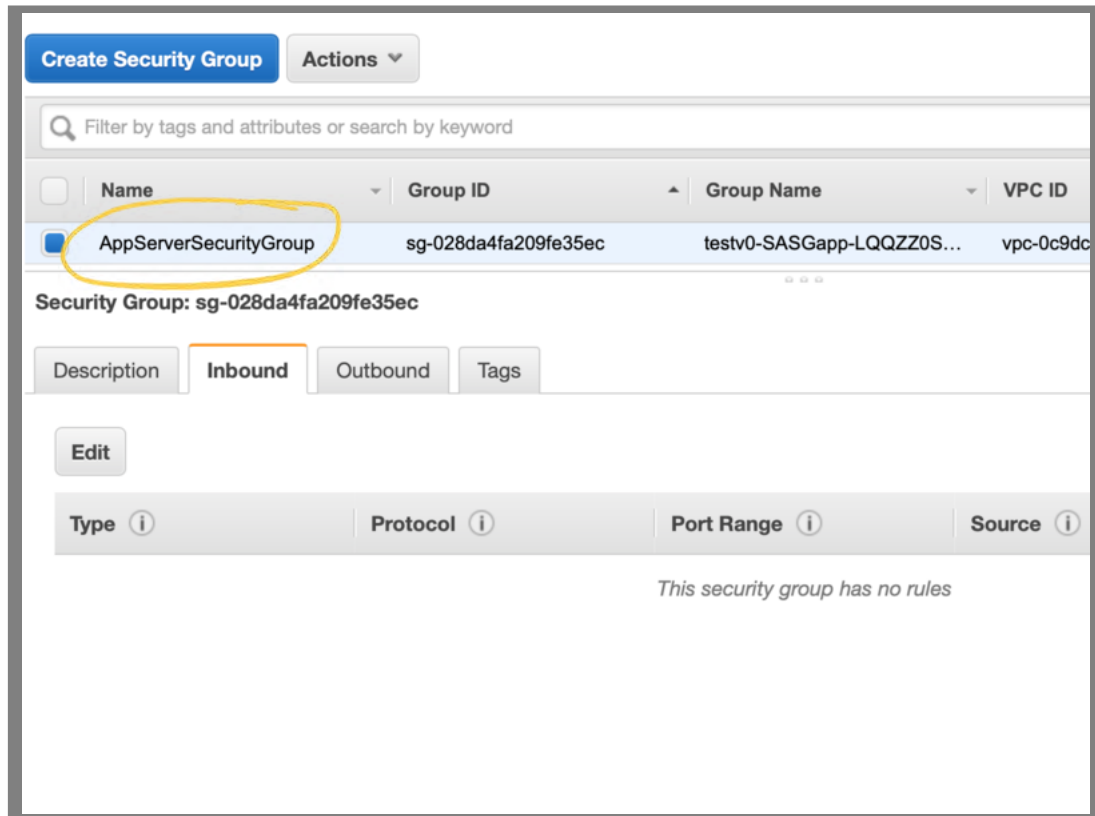 Create Security Group Actions
Filter by tags and attributes or search by keyword
Name Group ID Group Name VPC ID
AppServerSecurityGroup sg-028da4fa209fe35ec testv0-SASGapp-LQQZZ0S... vpc-0c9dc
Security Group: sg-028da4fa209fe35ec
Description Inbound Outbound Tags
Edit
Type i Protocol i Port Range i Source i
This security group has no rules